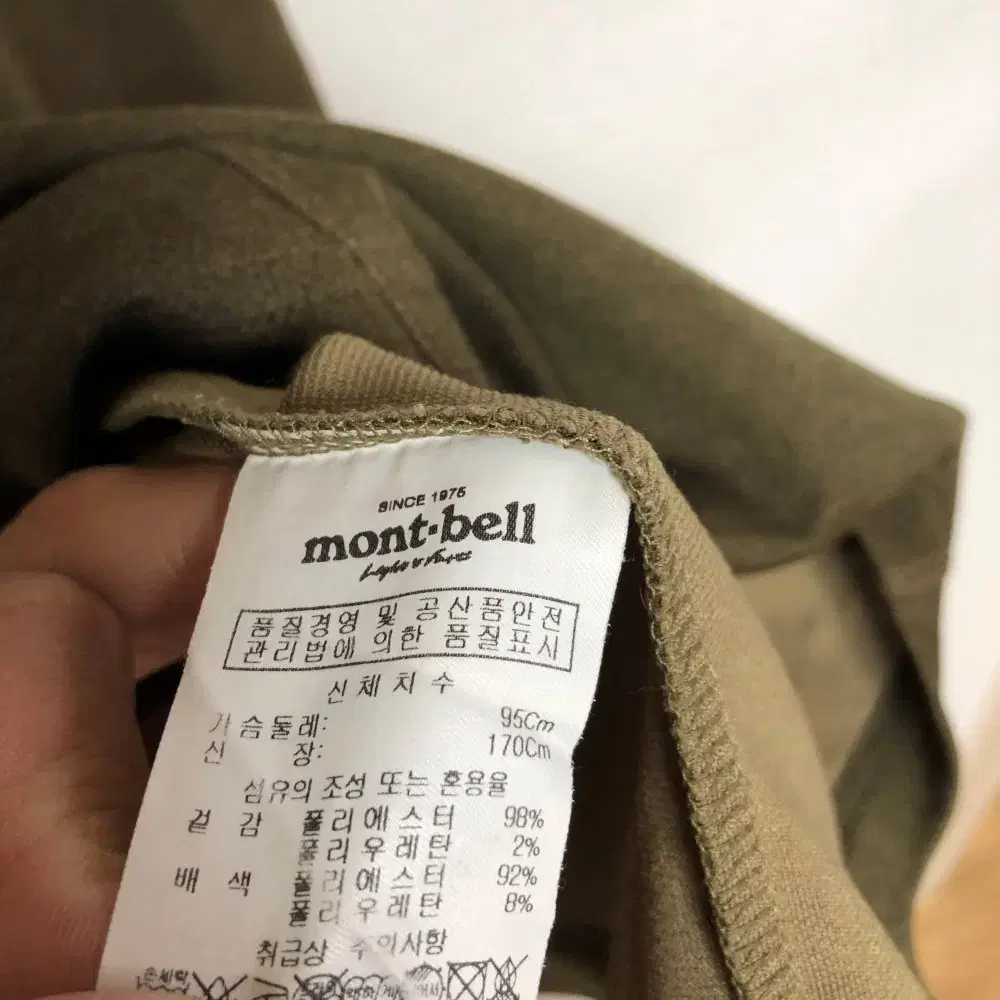 SINCE 1975
mont·bell
품질경영 및 공산품안전
관리법에 의한 품질표시
신체치수
가슴둘레: 95Cm
신 장: 170Cm
섬유의 조성 또는 혼용율
겉 감 폴리에스터 98%
폴리우레탄 2%
배 색 폴리에스터 92%
폴리우레탄 8%
취급상 주의사항
손세탁